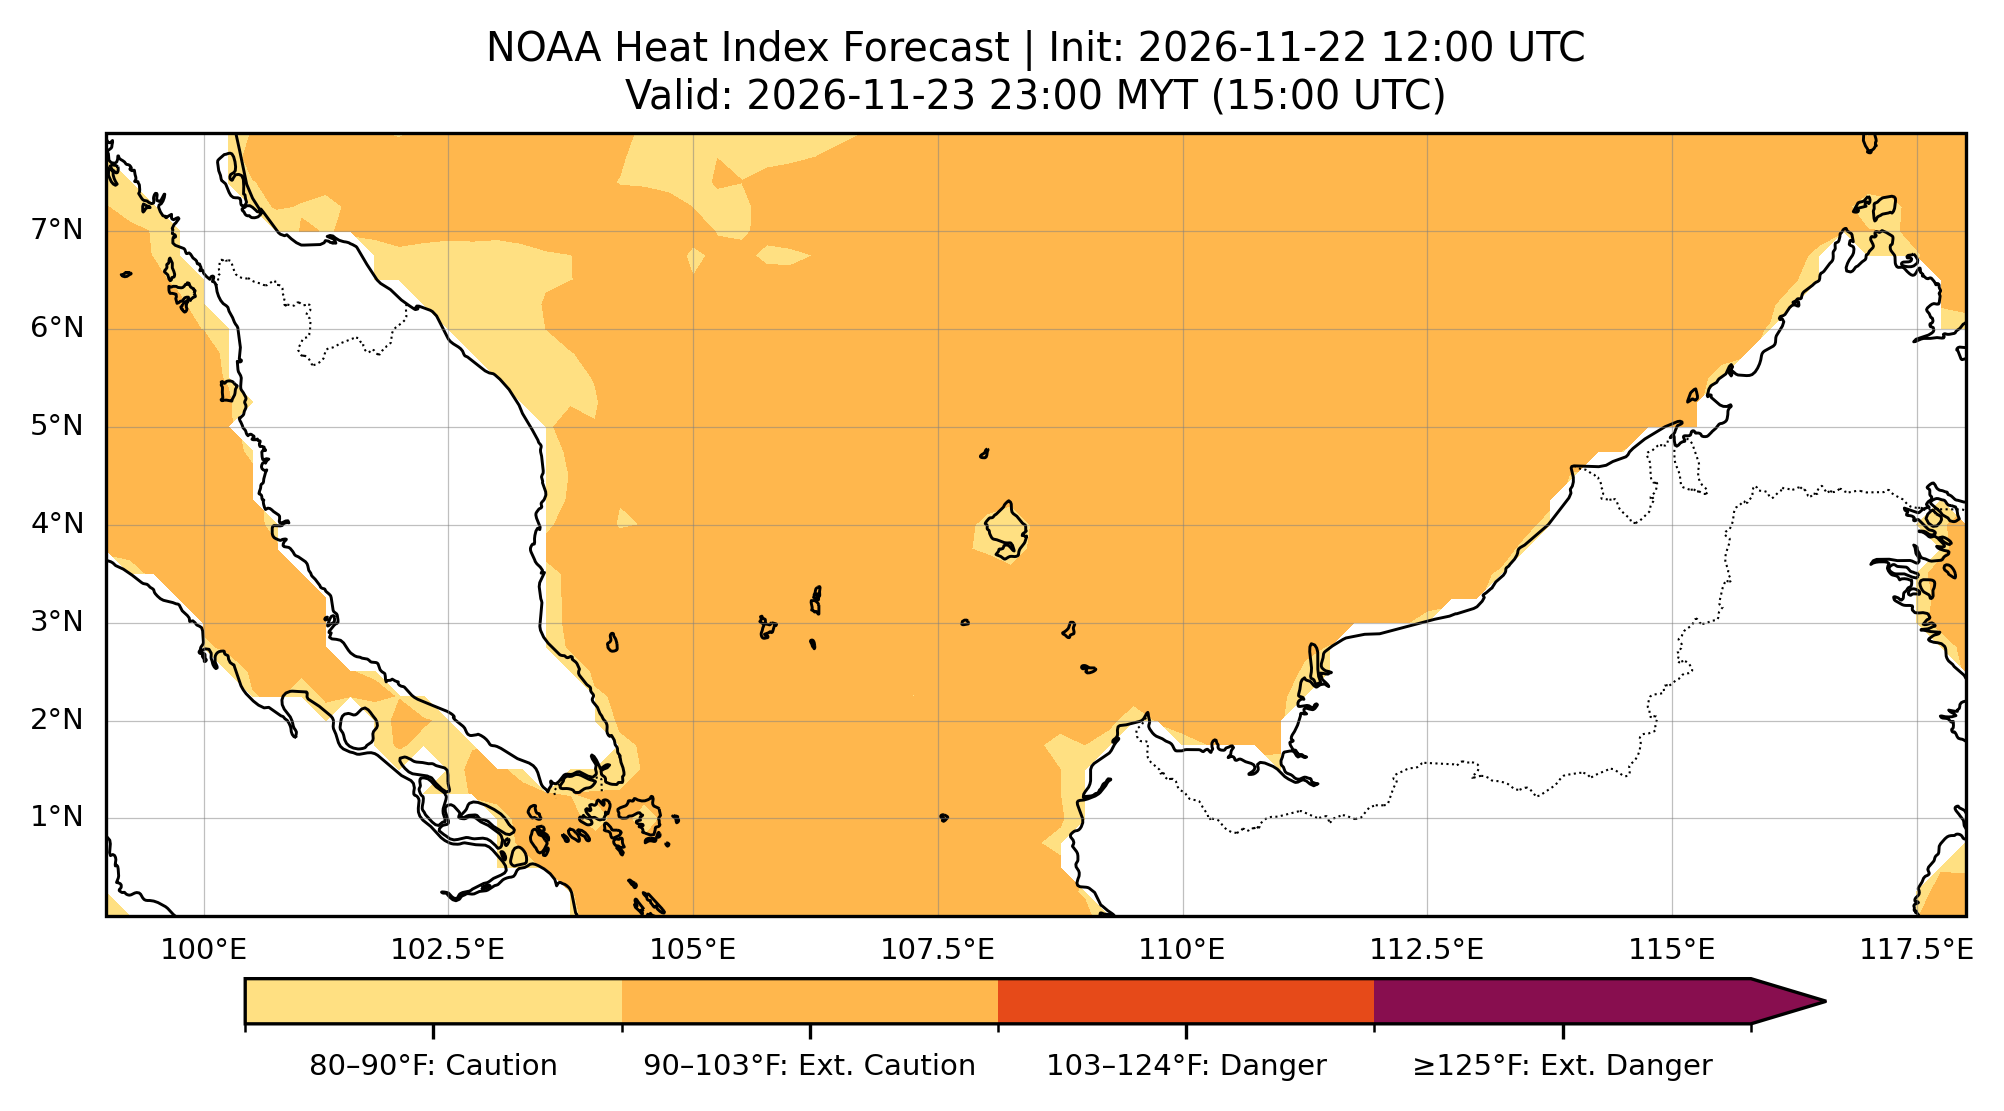 NOAA Heat Index Forecast | Init: 2026-11-22 12:00 UTC
Valid: 2026-11-23 23:00 MYT (15:00 UTC)
7°N
6°N
5°N
4°N
3°N
2°N
1°N
100°E 102.5°E 105°E 107.5°E 110°E 112.5°E 115°E 117.5°E
80–90°F: Caution 90–103°F: Ext. Caution 103–124°F: Danger ≥125°F: Ext. Danger